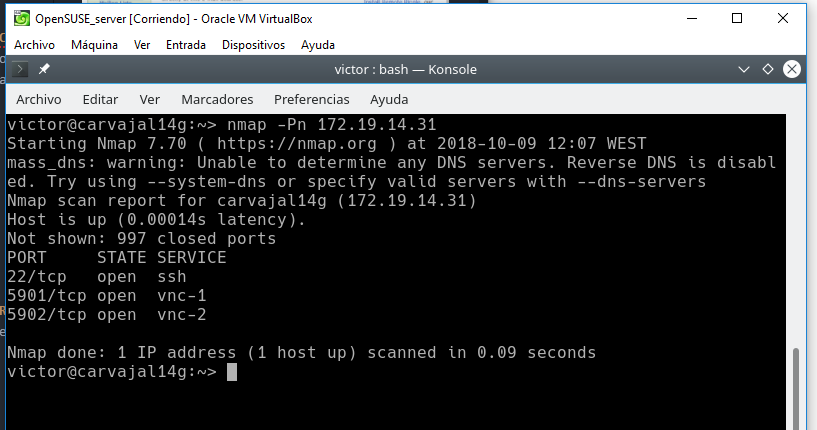 OpenSUSE_server [Corriendo] - Oracle VM VirtualBox
Archivo Máquina Ver Entrada Dispositivos Ayuda
victor : bash — Konsole
Archivo Editar Ver Marcadores Preferencias Ayuda
victor@carvajal14g:~> nmap -Pn 172.19.14.31
Starting Nmap 7.70 ( https://nmap.org ) at 2018-10-09 12:07 WEST
mass_dns: warning: Unable to determine any DNS servers. Reverse DNS is disabl
ed. Try using --system-dns or specify valid servers with --dns-servers
Nmap scan report for carvajal14g (172.19.14.31)
Host is up (0.00014s latency).
Not shown: 997 closed ports
PORT     STATE SERVICE
22/tcp   open  ssh
5901/tcp open  vnc-1
5902/tcp open  vnc-2
Nmap done: 1 IP address (1 host up) scanned in 0.09 seconds
victor@carvajal14g:~>